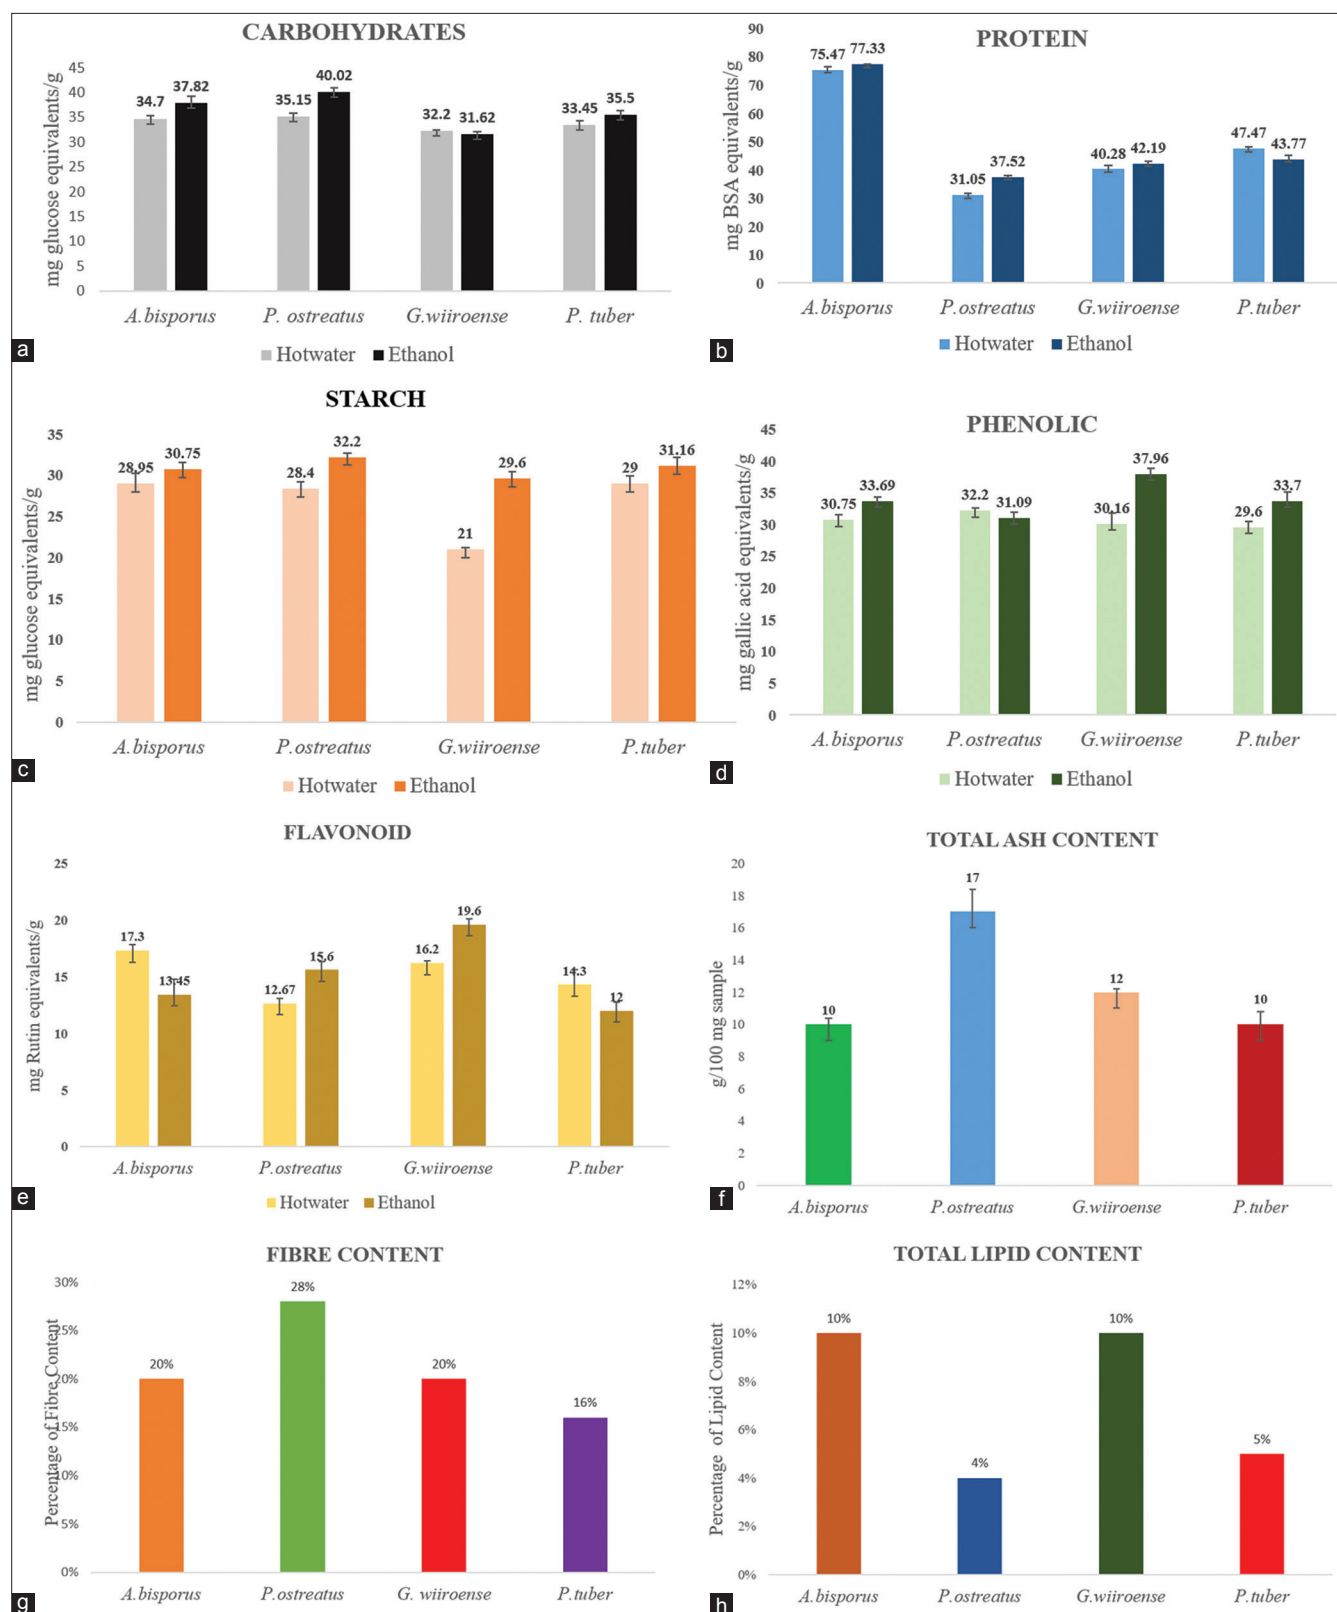 CARBOHYDRATES
mg glucose equivalents/g
45
40
35
30
25
20
15
10
5
0
34.7
37.82
35.15
40.02
32.2
31.62
33.45
35.5
A.bisporus
P. ostreatus
G.wiiroense
P. tuber
Hotwater
Ethanol
a
PROTEIN
mg BSA equivalents/g
90
80
70
60
50
40
30
20
10
0
75.47
77.33
31.05
37.52
40.28
42.19
47.47
43.77
A.bisporus
P.ostreatus
G.wiiroense
P.tuber
Hotwater
Ethanol
b
STARCH
mg glucose equivalents/g
35
30
25
20
15
10
5
0
28.95
30.75
28.4
32.2
21
29.6
29
31.16
A.bisporus
P.ostreatus
G.wiiroense
P.tuber
Hotwater
Ethanol
c
PHENOLIC
mg gallic acid equivalents/g
45
40
35
30
25
20
15
10
5
0
30.75
33.69
32.2
31.09
30.16
37.96
29.6
33.7
A.bisporus
P.ostreatus
G.wiiroense
P.tuber
Hotwater
Ethanol
d
FLAVONOID
mg Rutin equivalents/g
25
20
15
10
5
0
17.3
13.45
12.67
15.6
16.2
19.6
14.3
12
A.bisporus
P.ostreatus
G.wiiroense
P.tuber
Hotwater
Ethanol
e
TOTAL ASH CONTENT
g/100 mg sample
20
18
16
14
12
10
8
6
4
2
0
10
17
12
10
A.bisporus
P.ostreatus
G.wiiroense
P.tuber
f
FIBRE CONTENT
Percentage of Fibre Content
30%
25%
20%
15%
10%
5%
0%
20%
28%
20%
16%
A.bisporus
P.ostreatus
G. wiiroense
P.tuber
g
TOTAL LIPID CONTENT
Percentage of Lipid Content
12%
10%
8%
6%
4%
2%
0%
10%
4%
10%
5%
A.bisporus
P.ostreatus
G.wiiroense
P.tuber
h